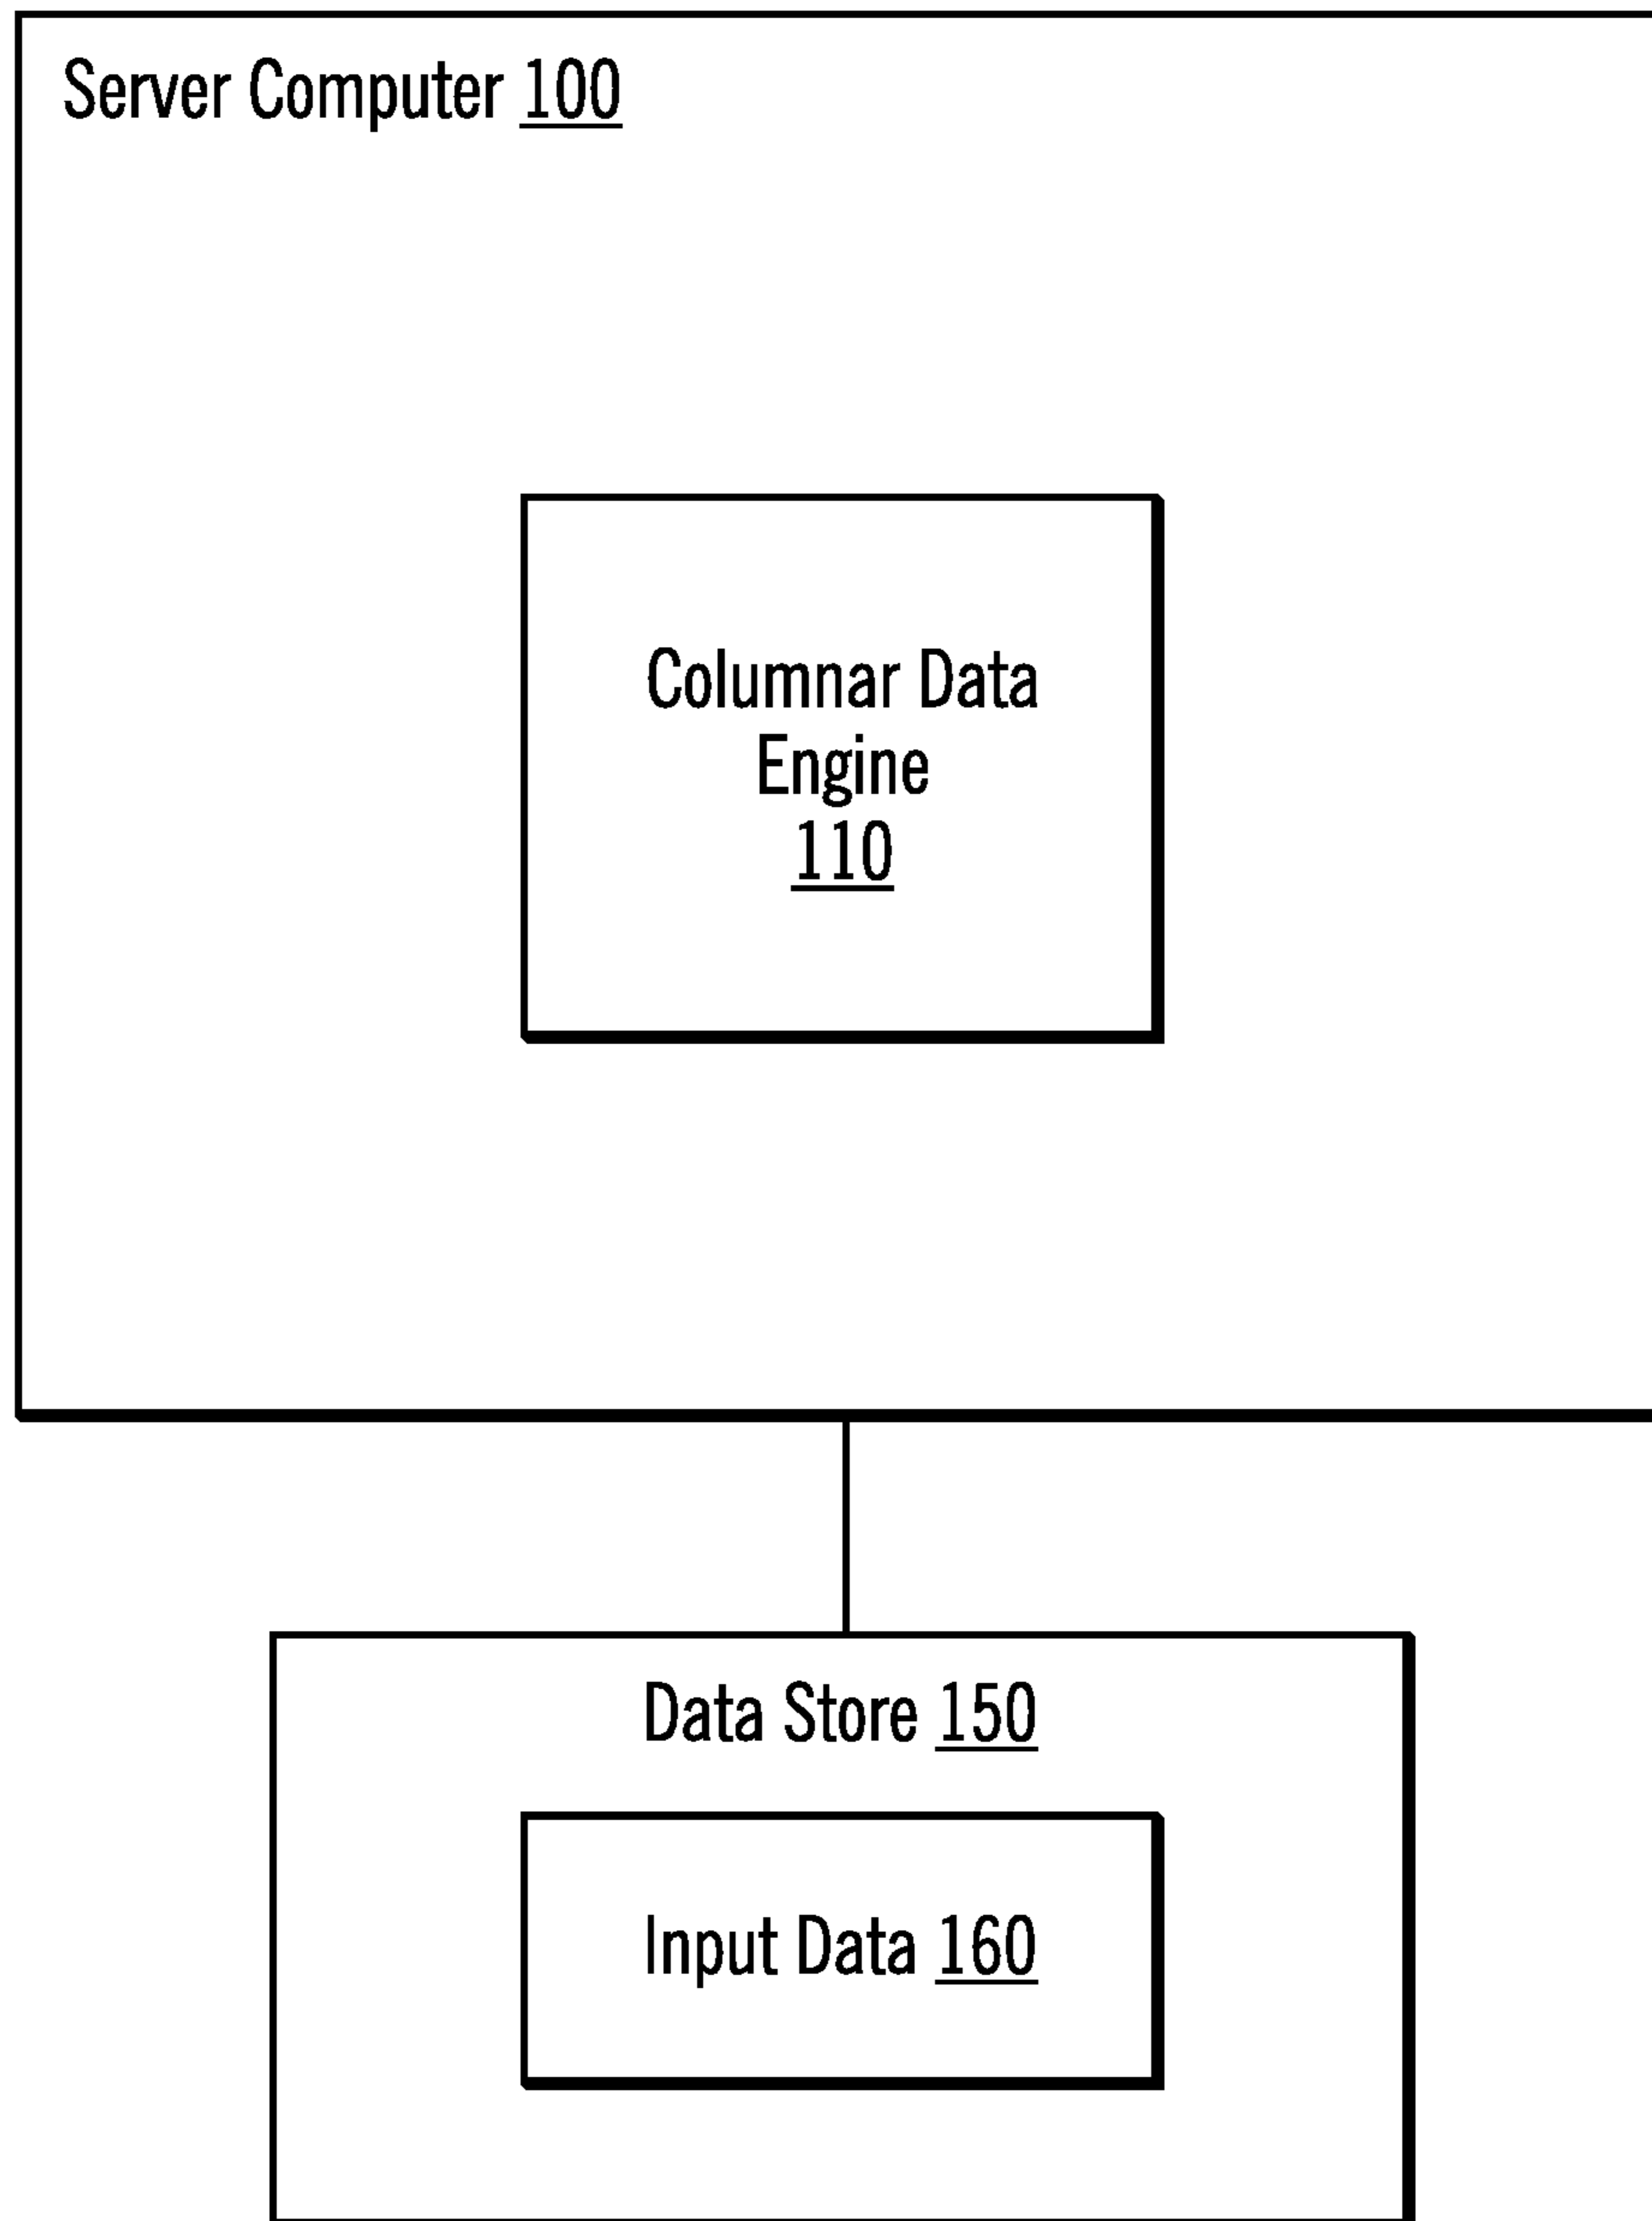 Server Computer 100
Columnar Data
Engine
110
Data Store 150
Input Data 160